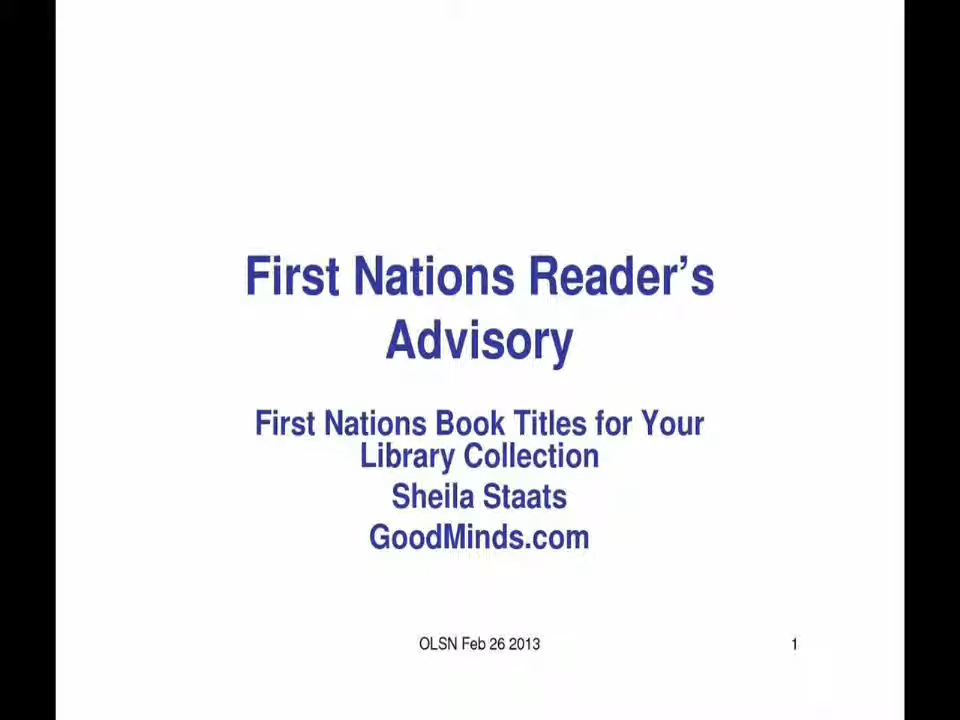 First Nations Reader’s
Advisory
First Nations Book Titles for Your
Library Collection
Sheila Staats
GoodMinds.com
OLSN Feb 26 2013
1